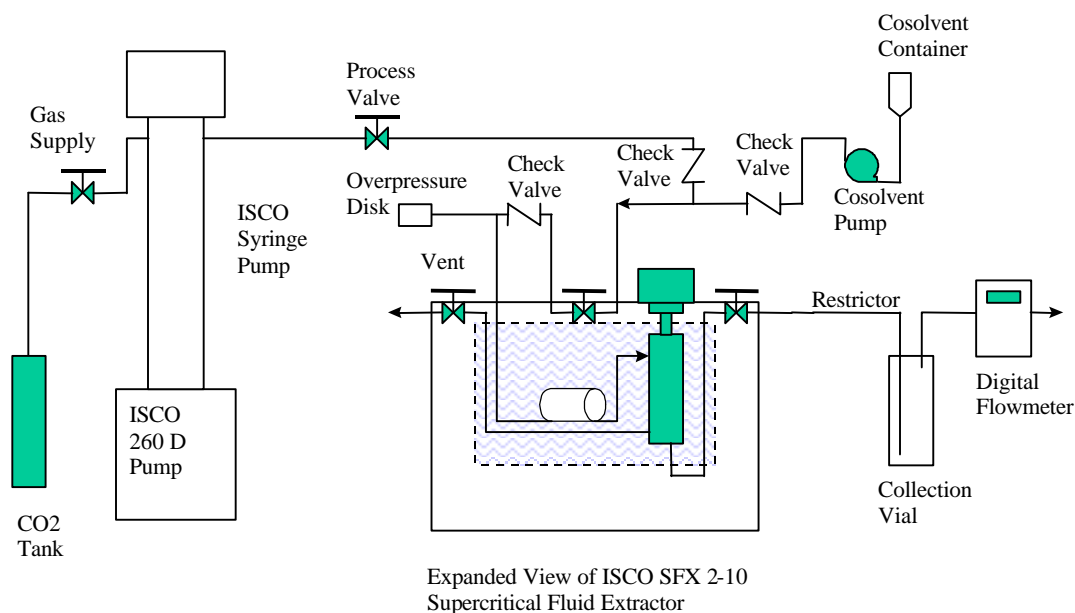 Cosolvent
Container
Process
Valve
Gas
Supply
Check
Valve
Check
Valve
Check
Valve
Overpressure
Disk
Cosolvent
Pump
ISCO
Syringe
Pump
Vent
Restrictor
Digital
Flowmeter
ISCO
260 D
Pump
Collection
Vial
CO2
Tank
Expanded View of ISCO SFX 2-10
Supercritical Fluid Extractor